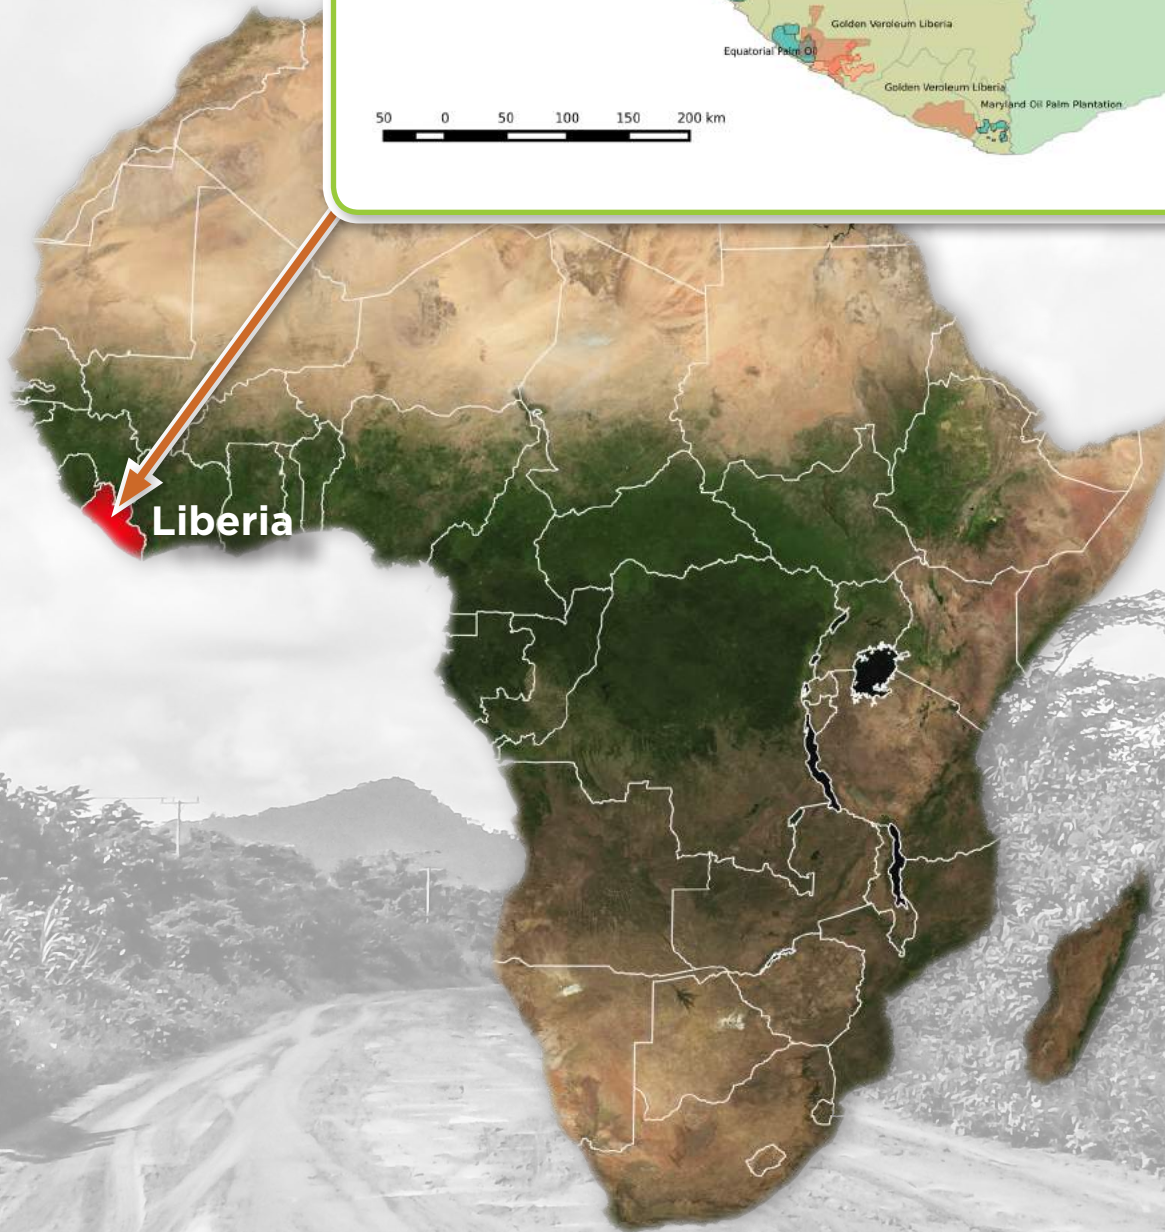 Golden Veroleum Liberia
Equatorial Palm Oil
Golden Veroleum Liberia
Maryland Oil Palm Plantation
50 0 50 100 150 200 km
Liberia